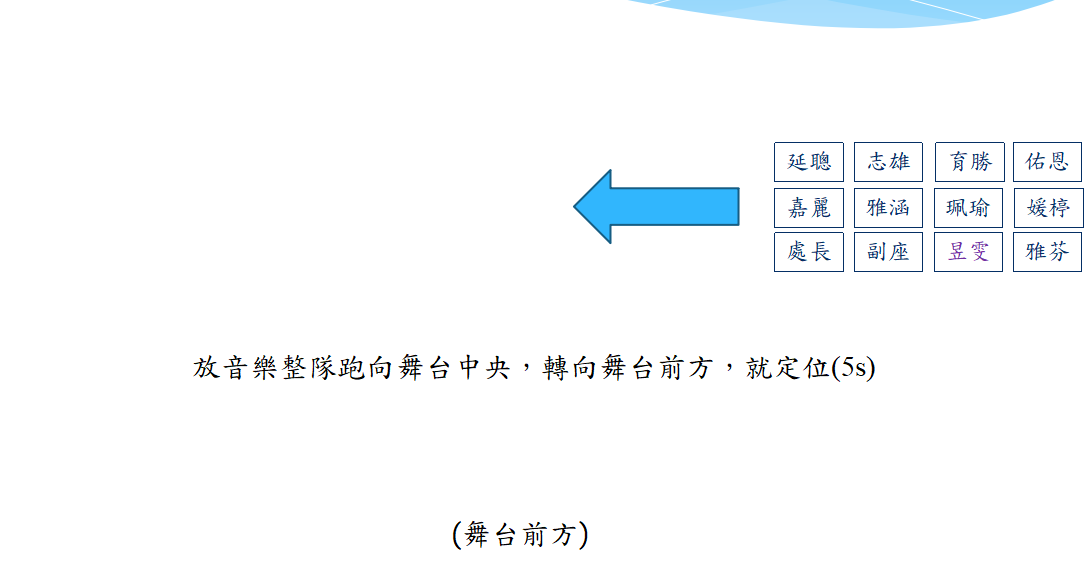 延聰 志雄 育勝 佑恩
嘉麗 雅涵 珮瑜 媛楟
處長 副座 昱雯 雅芬
放音樂整隊跑向舞台中央，轉向舞台前方，就定位(5s)
(舞台前方)